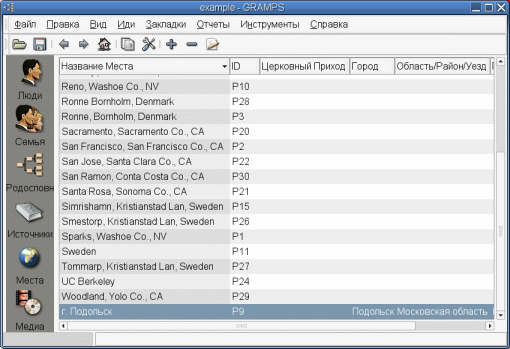 example - GRAMPS
Файл Правка Вид Иди Закладки Отчеты Инструменты Справка
Название Места ID Церковный Приход Город Область/Район/Уезд
Reno, Washoe Co., NV P10
Ronne Bornholm, Denmark P28
Ronne, Bornholm, Denmark P3
Sacramento, Sacramento Co., CA P20
San Francisco, San Francisco Co., CA P2
San Jose, Santa Clara Co., CA P22
San Ramon, Conta Costa Co., CA P30
Santa Rosa, Sonoma Co., CA P21
Simrishamn, Kristianstad Lan, Sweden P15
Smestorp, Kristianstad Lan, Sweden P26
Sparks, Washoe Co., NV P1
Sweden P11
Tommarp, Kristianstad Lan, Sweden P27
UC Berkeley P24
Woodland, Yolo Co., CA P29
г. Подольск P9 Подольск Московская область
Люди
Семья
Родословн
Источники
Места
Медиа